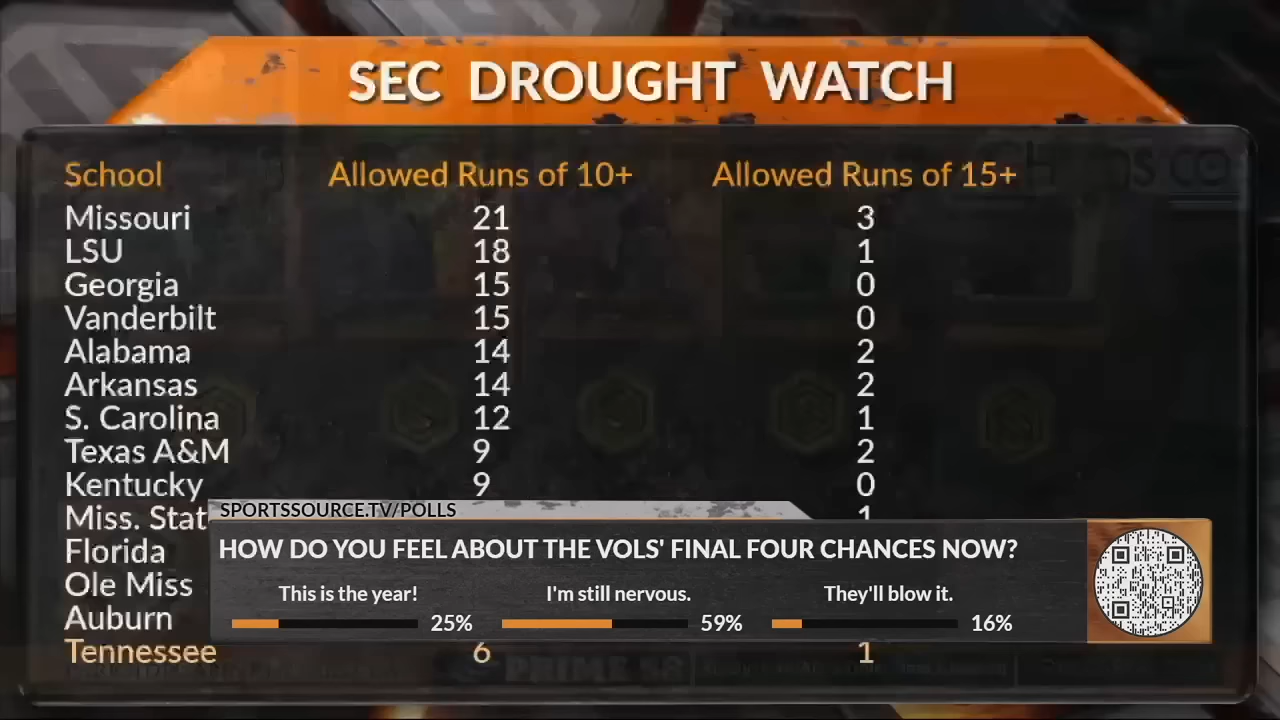 SEC DROUGHT WATCH
School Allowed Runs of 10+ Allowed Runs of 15+
Missouri 21 3
LSU 18 1
Georgia 15 0
Vanderbilt 15 0
Alabama 14 2
Arkansas 14 2
S. Carolina 12 1
Texas A&M 9 2
Kentucky 9 0
Miss. Stat 1
SPORTSSOURCE.TV/POLLS
Florida
HOW DO YOU FEEL ABOUT THE VOLS' FINAL FOUR CHANCES NOW?
Ole Miss
This is the year! I'm still nervous. They'll blow it.
Auburn
25% 59% 16%
Tennessee 6 1